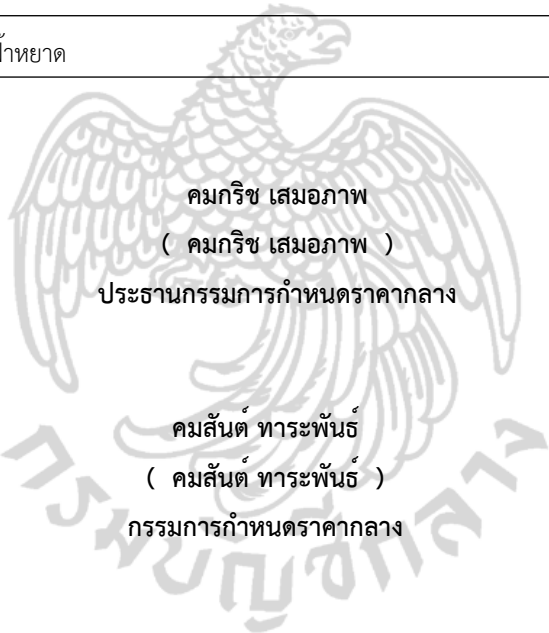 คมกริช เสมอภาพ
( คมกริช เสมอภาพ )
ประธานกรรมการกำหนดราคากลาง
คมสันต์ ทาระพันธ์
( คมสันต์ ทาระพันธ์ )
กรรมการกำหนดราคากลาง
กรมบัญชีกลาง